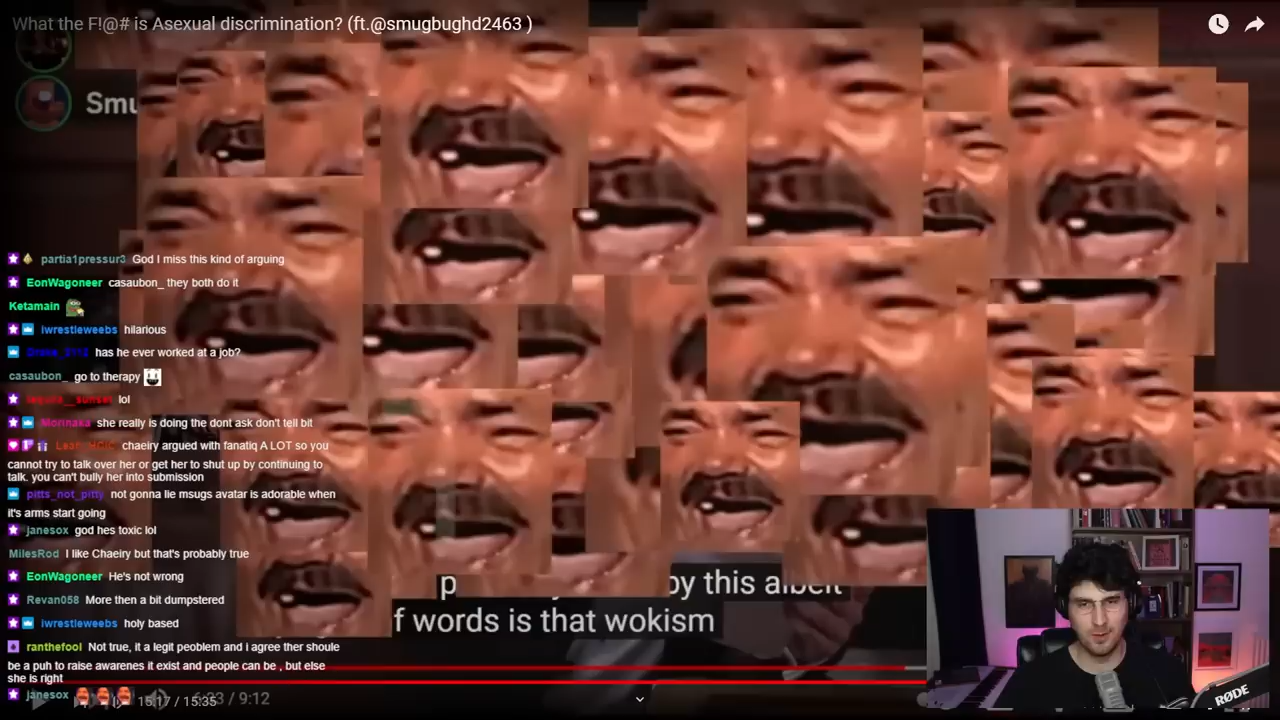 What the F!@# is Asexual discrimination? (ft.@smugbughd2463 )
Smu
partia1pressur3 God I miss this kind of arguing
EonWagoneer casaubon_ they both do it
Ketamain
iwrestleweebs hilarious
has he ever worked at a job?
casaubon_ go to therapy
lol
Morinaka she really is doing the dont ask don't tell bit
chaeiry argued with fanatiq A LOT so you
cannot try to talk over her or get her to shut up by continuing to
talk. you can't bully her into submission
pitts_not_pitty not gonna lie msugs avatar is adorable when
it's arms start going
janesox god hes toxic lol
MilesRod I like Chaeiry but that's probably true
EonWagoneer He's not wrong
Revan058 More then a bit dumpstered
iwrestleweebs holy based
ranthefool Not true, it a legit peoblem and i agree ther shoule
be a puh to raise awarenes it exist and people can be , but else
she is right
janesox
p by this albeit
f words is that wokism
15:17 / 15:35
6:33 / 9:12
RØDE